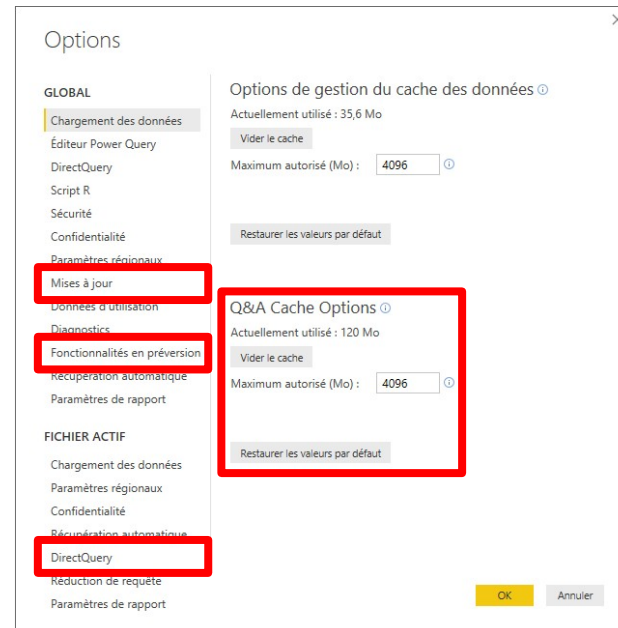 Options
GLOBAL
Chargement des données
Éditeur Power Query
DirectQuery
Script R
Sécurité
Confidentialité
Paramètres régionaux
Mises à jour
Données d'utilisation
Diagnostics
Fonctionnalités en préversion
Récupération automatique
Paramètres de rapport
FICHIER ACTIF
Chargement des données
Paramètres régionaux
Confidentialité
Récupération automatique
DirectQuery
Réduction de requête
Paramètres de rapport
Options de gestion du cache des données
Actuellement utilisé : 35,6 Mo
Vider le cache
Maximum autorisé (Mo) : 4096
Restaurer les valeurs par défaut
Q&A Cache Options
Actuellement utilisé : 120 Mo
Vider le cache
Maximum autorisé (Mo) : 4096
Restaurer les valeurs par défaut
OK Annuler